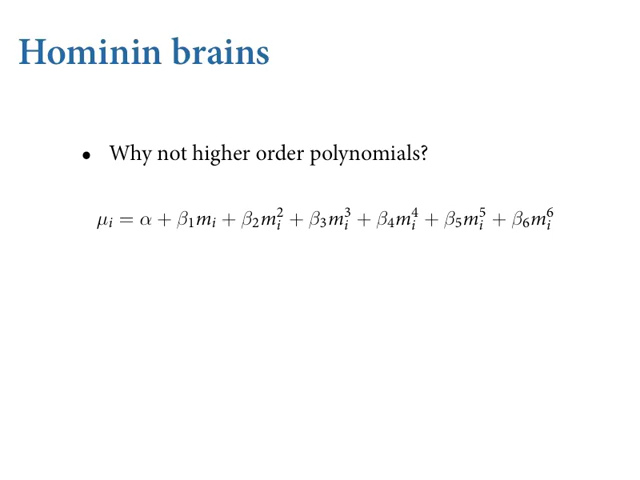 Hominin brains
• Why not higher order polynomials?
μᵢ = α + β₁mᵢ + β₂mᵢ² + β₃mᵢ³ + β₄mᵢ⁴ + β₅mᵢ⁵ + β₆mᵢ⁶